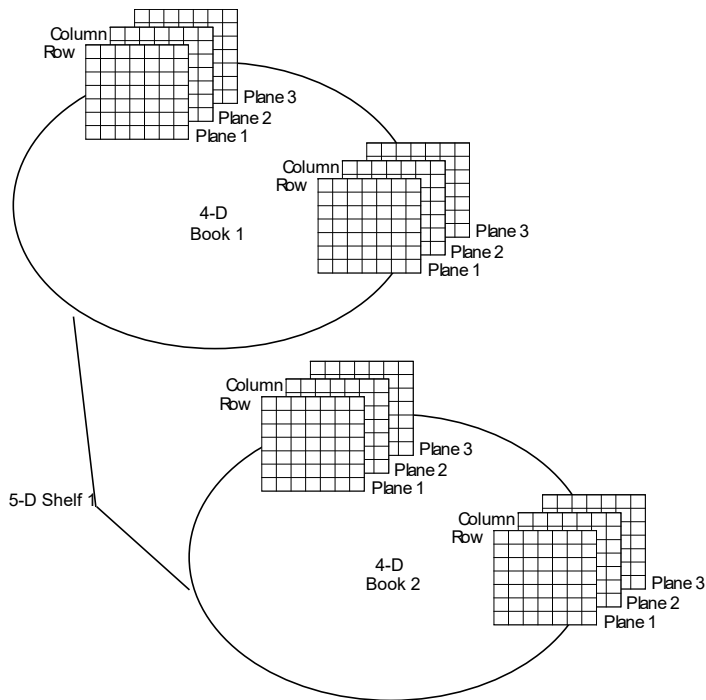 Column
Row
Plane 3
Plane 2
Plane 1
Column
Row
Plane 3
Plane 2
Plane 1
4-D
Book 1
Column
Row
Plane 3
Plane 2
Plane 1
5-D Shelf 1
Column
Row
Plane 3
Plane 2
Plane 1
4-D
Book 2